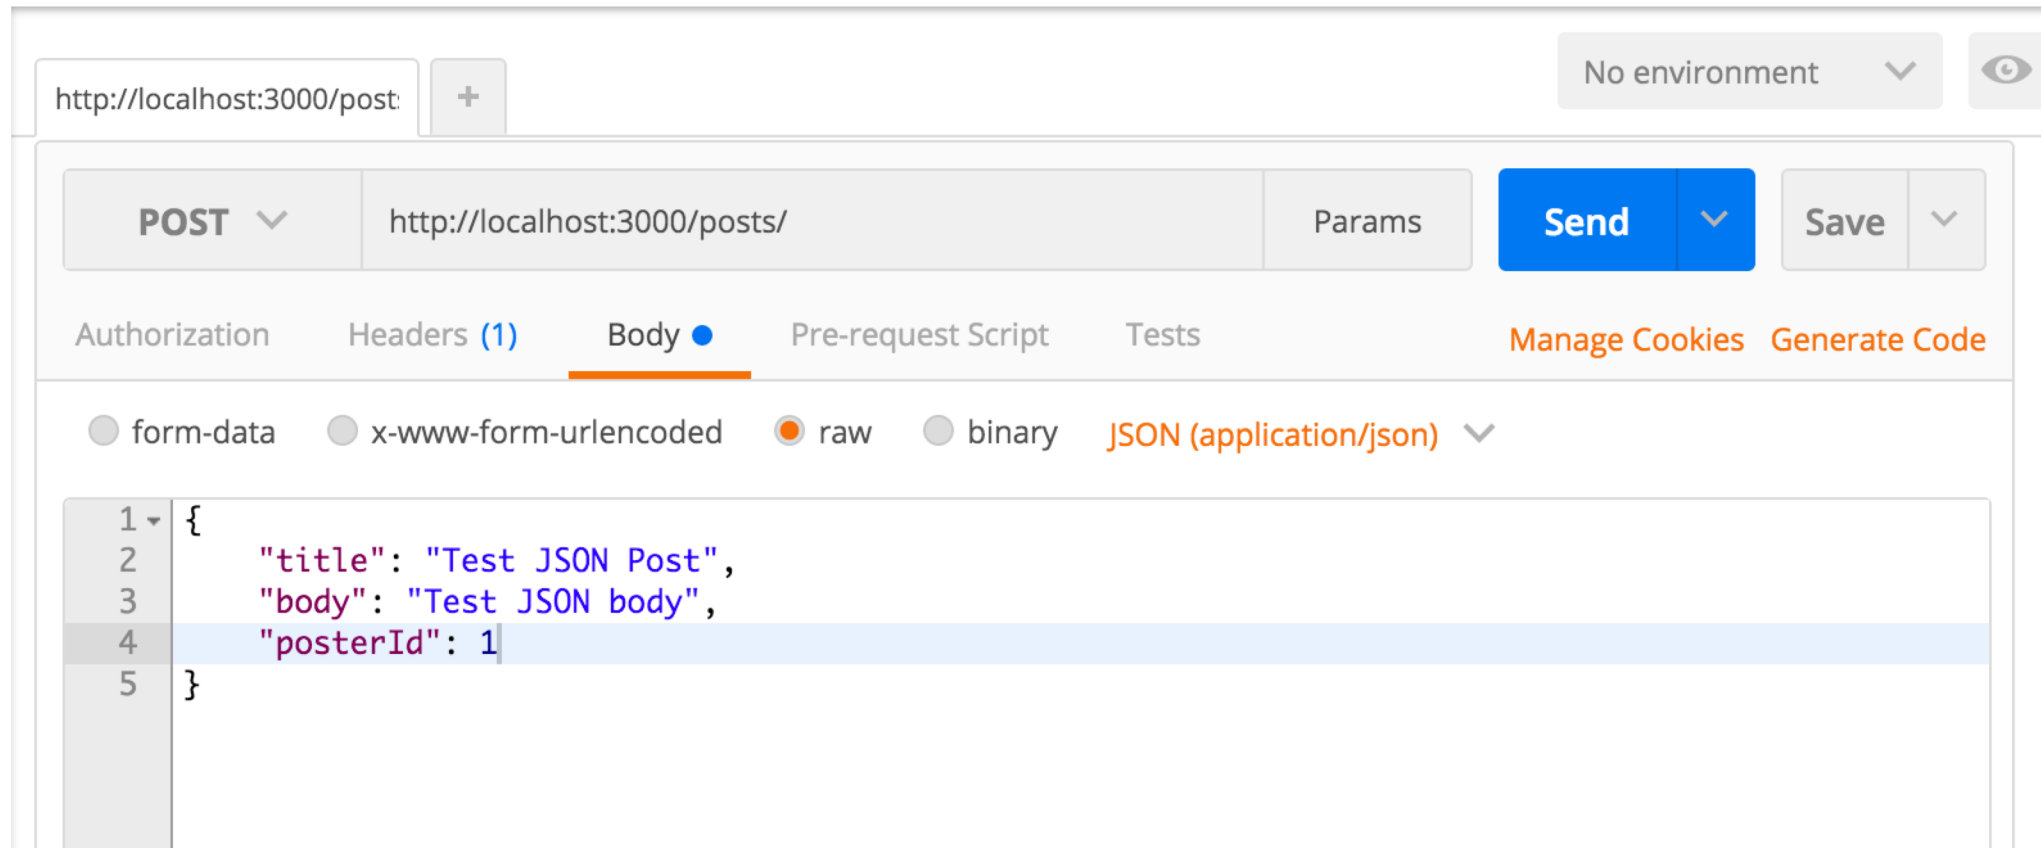 No environment
http://localhost:3000/posts
+
POST http://localhost:3000/posts/ Params Send Save
Authorization Headers (1) Body Pre-request Script Tests Manage Cookies Generate Code
form-data x-www-form-urlencoded raw binary JSON (application/json)
1 {
2 "title": "Test JSON Post",
3 "body": "Test JSON body",
4 "posterId": 1
5 }